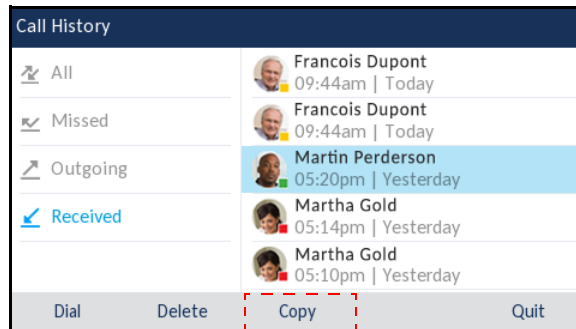 Call History
All
Missed
Outgoing
Received
Francois Dupont
09:44am | Today
Francois Dupont
09:44am | Today
Martin Perderson
05:20pm | Yesterday
Martha Gold
05:14pm | Yesterday
Martha Gold
05:10pm | Yesterday
Dial Delete Copy Quit